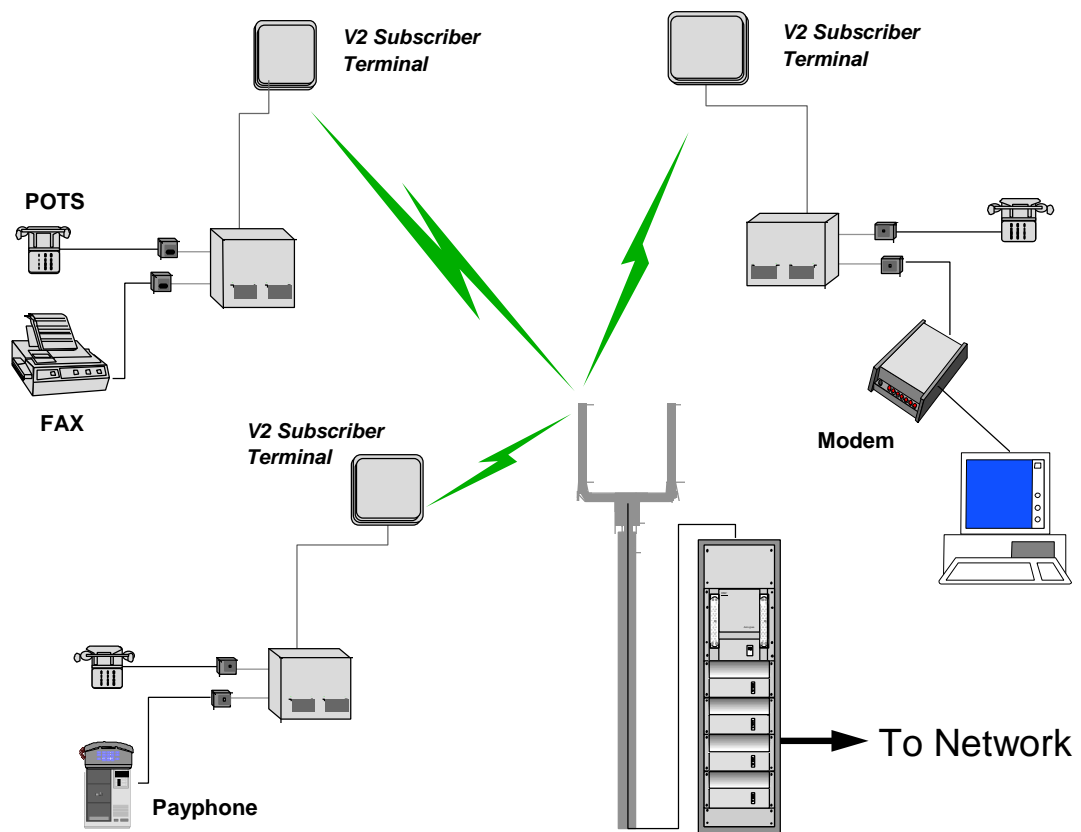 V2 Subscriber
Terminal
V2 Subscriber
Terminal
POTS
FAX
V2 Subscriber
Terminal
Modem
To Network
Payphone